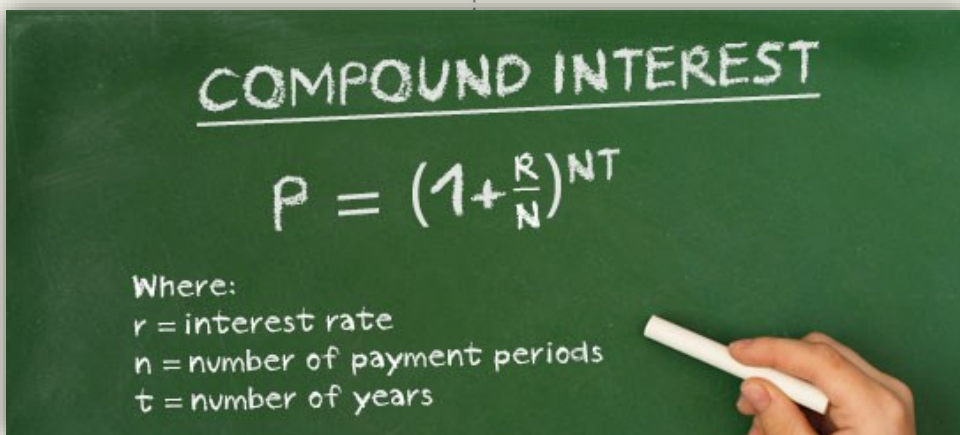 COMPOUND INTEREST
P = (1+R/N)^NT
Where:
r = interest rate
n = number of payment periods
t = number of years